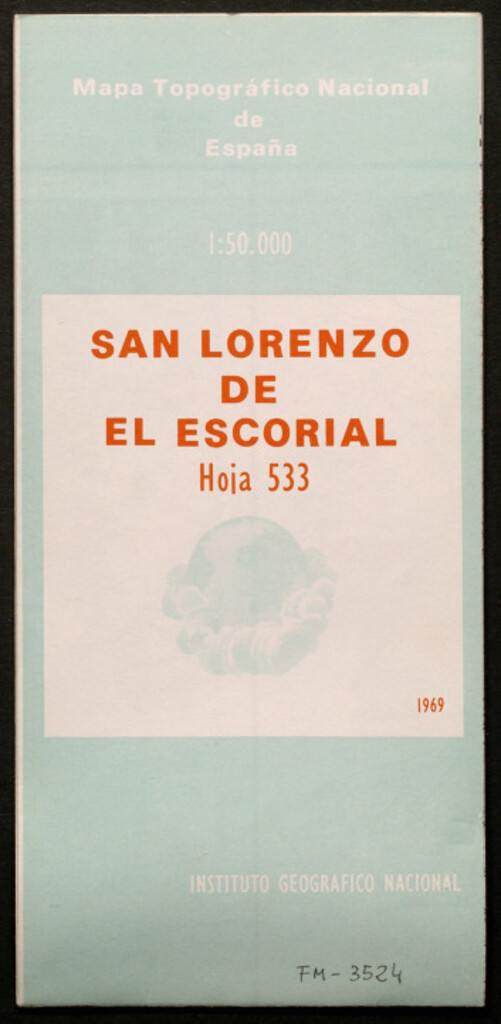 Mapa Topográfico Nacional
de
España
1:50.000
SAN LORENZO
DE
EL ESCORIAL
Hoja 533
1969
INSTITUTO GEOGRAFICO NACIONAL
FM-3524